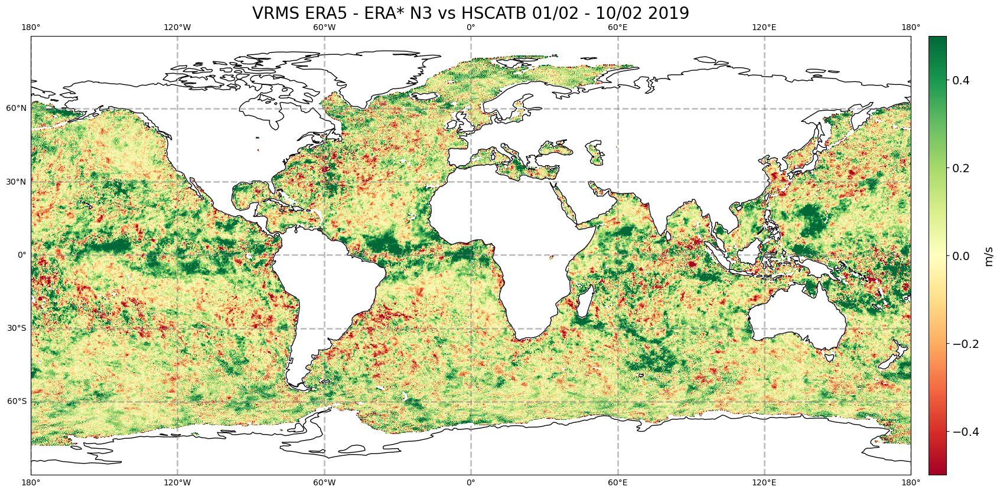 VRMS ERA5 - ERA* N3 vs HSCATB 01/02 - 10/02 2019
180° 120°W 60°W 0° 60°E 120°E 180°
60°N
30°N
0°
30°S
60°S
180° 120°W 60°W 0° 60°E 120°E 180°
0.4
0.2
0.0
−0.2
−0.4
m/s